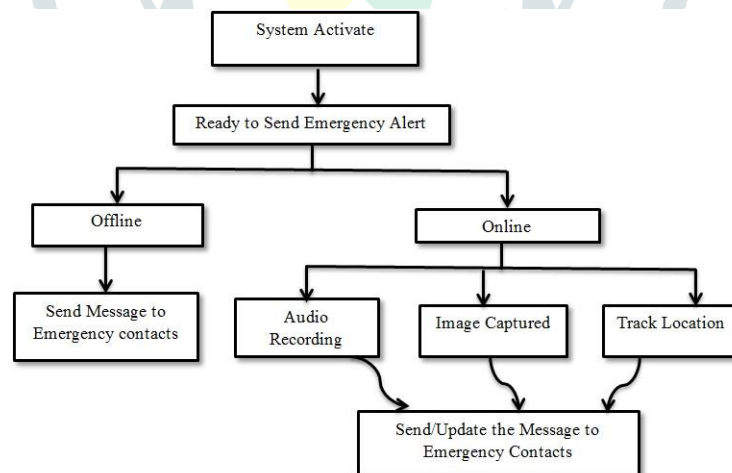 System Activate
Ready to Send Emergency Alert
Offline
Online
Send Message to
Emergency contacts
Audio
Recording
Image Captured
Track Location
Send/Update the Message to
Emergency Contacts